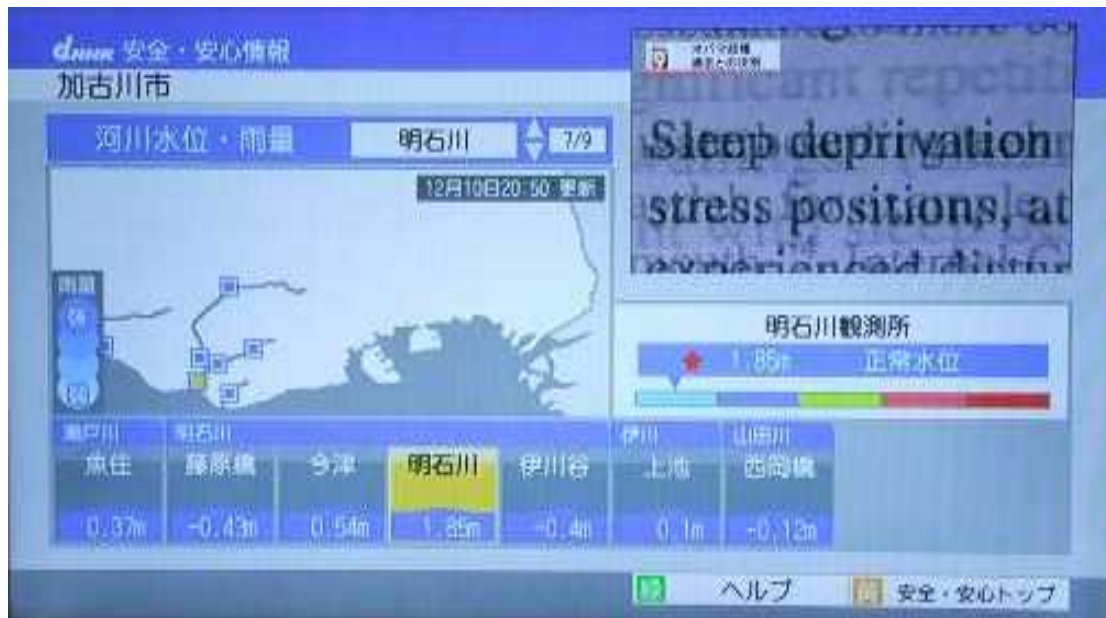 dNHK 安全・安心情報
加古川市
河川水位・雨量
明石川
7/9
12月10日20:50 更新
雨量
強
弱
Sleep deprivation
stress positions, at
明石川観測所
1.85m 正常水位
瀬戸川 明石川 伊川 山田川
魚住 藤原橋 今津 明石川 伊川谷 上池 西岡橋
0.37m -0.43m 0.54m 1.85m -0.4m 0.1m -0.12m
ヘルプ
安全・安心トップ